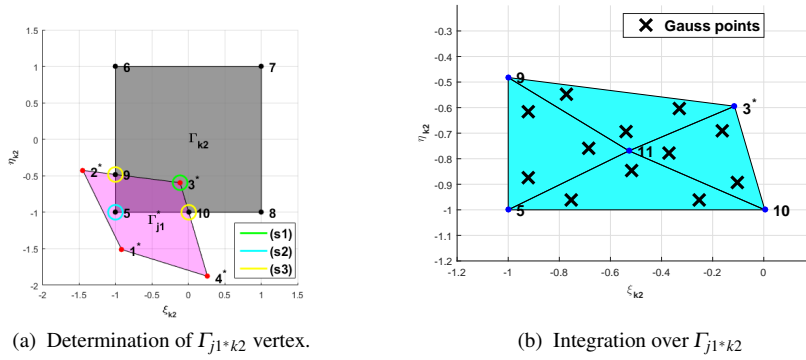 1.5
1
0.5
0
-0.5
-1
-1.5
-2
η_k2
6
7
Γ_k2
2*
9
3*
5
Γ*_j1
10
8
1*
4*
(s1)
(s2)
(s3)
-2 -1.5 -1 -0.5 0 0.5 1 1.5 2
ξ_k2
(a) Determination of Γ_j1*k2 vertex.
Gauss points
-0.3
-0.4
-0.5
-0.6
-0.7
-0.8
-0.9
-1
-1.1
-1.2
η_k2
9
3*
11
5
10
-1.2 -1 -0.8 -0.6 -0.4 -0.2 0
ξ_k2
(b) Integration over Γ_j1*k2